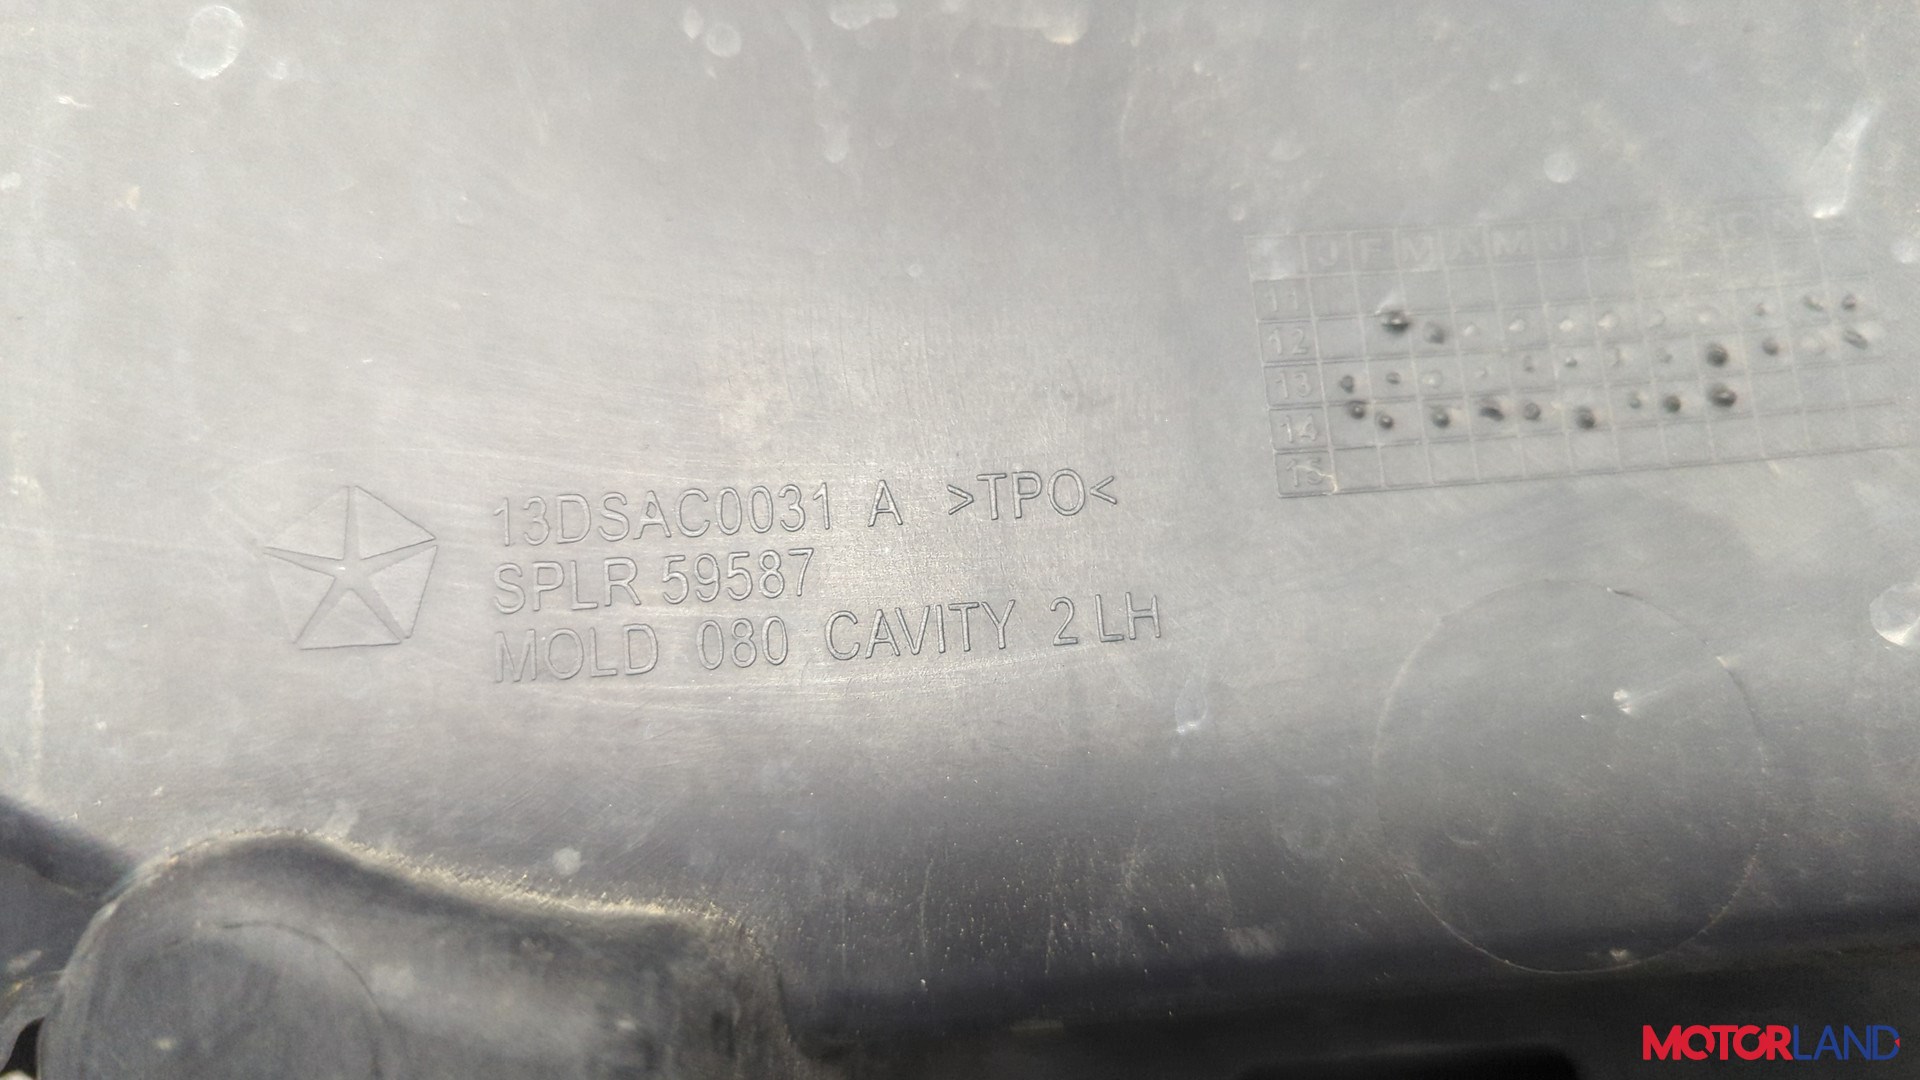 13DSAC0031 A >TPO<
SPLR 59587
MOLD 080 CAVITY 2 LH
J F M A M J J
11
12
13
14
15
MOTORLAND